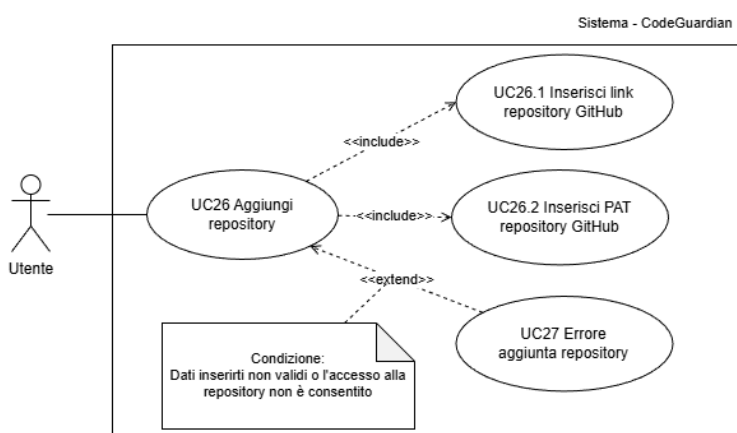 Sistema - CodeGuardian
UC26.1 Inserisci link
repository GitHub
<<include>>
UC26 Aggiungi
repository
<<include>>
UC26.2 Inserisci PAT
repository GitHub
Utente
<<extend>>
UC27 Errore
aggiunta repository
Condizione:
Dati inserirti non validi o l'accesso alla
repository non è consentito